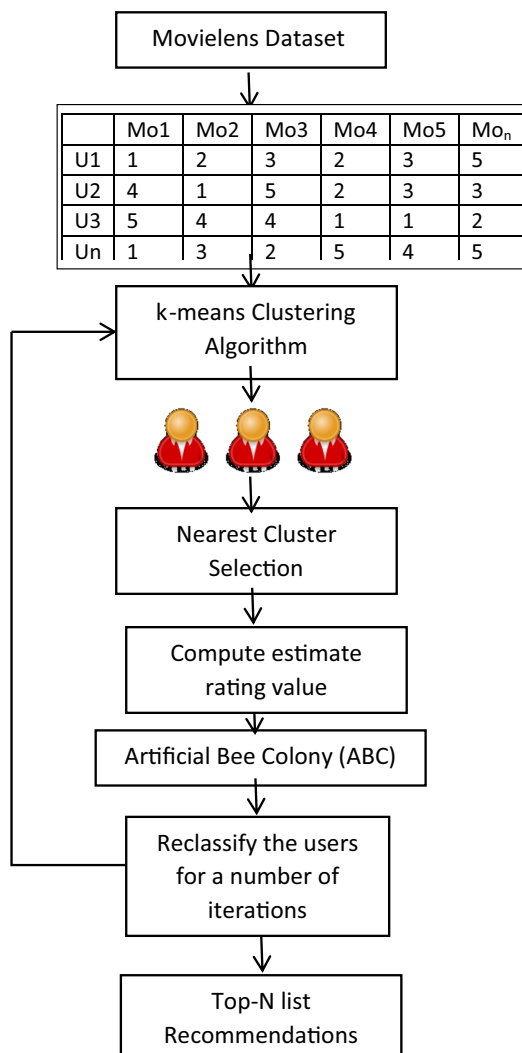 Movielens Dataset
Mo1 Mo2 Mo3 Mo4 Mo5 Moₙ
U1 1 2 3 2 3 5
U2 4 1 5 2 3 3
U3 5 4 4 1 1 2
Un 1 3 2 5 4 5
k-means Clustering
Algorithm
Nearest Cluster
Selection
Compute estimate
rating value
Artificial Bee Colony (ABC)
Reclassify the users
for a number of
iterations
Top-N list
Recommendations